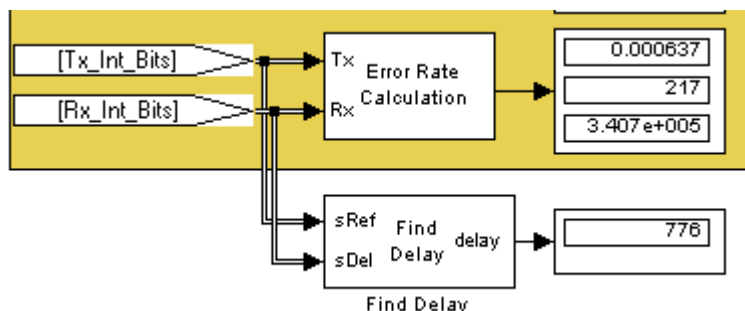 [Tx_Int_Bits]
[Rx_Int_Bits]
Tx
Rx
Error Rate
Calculation
0.000637
217
3.407e+005
sRef
sDel
Find
Delay
delay
776
Find Delay